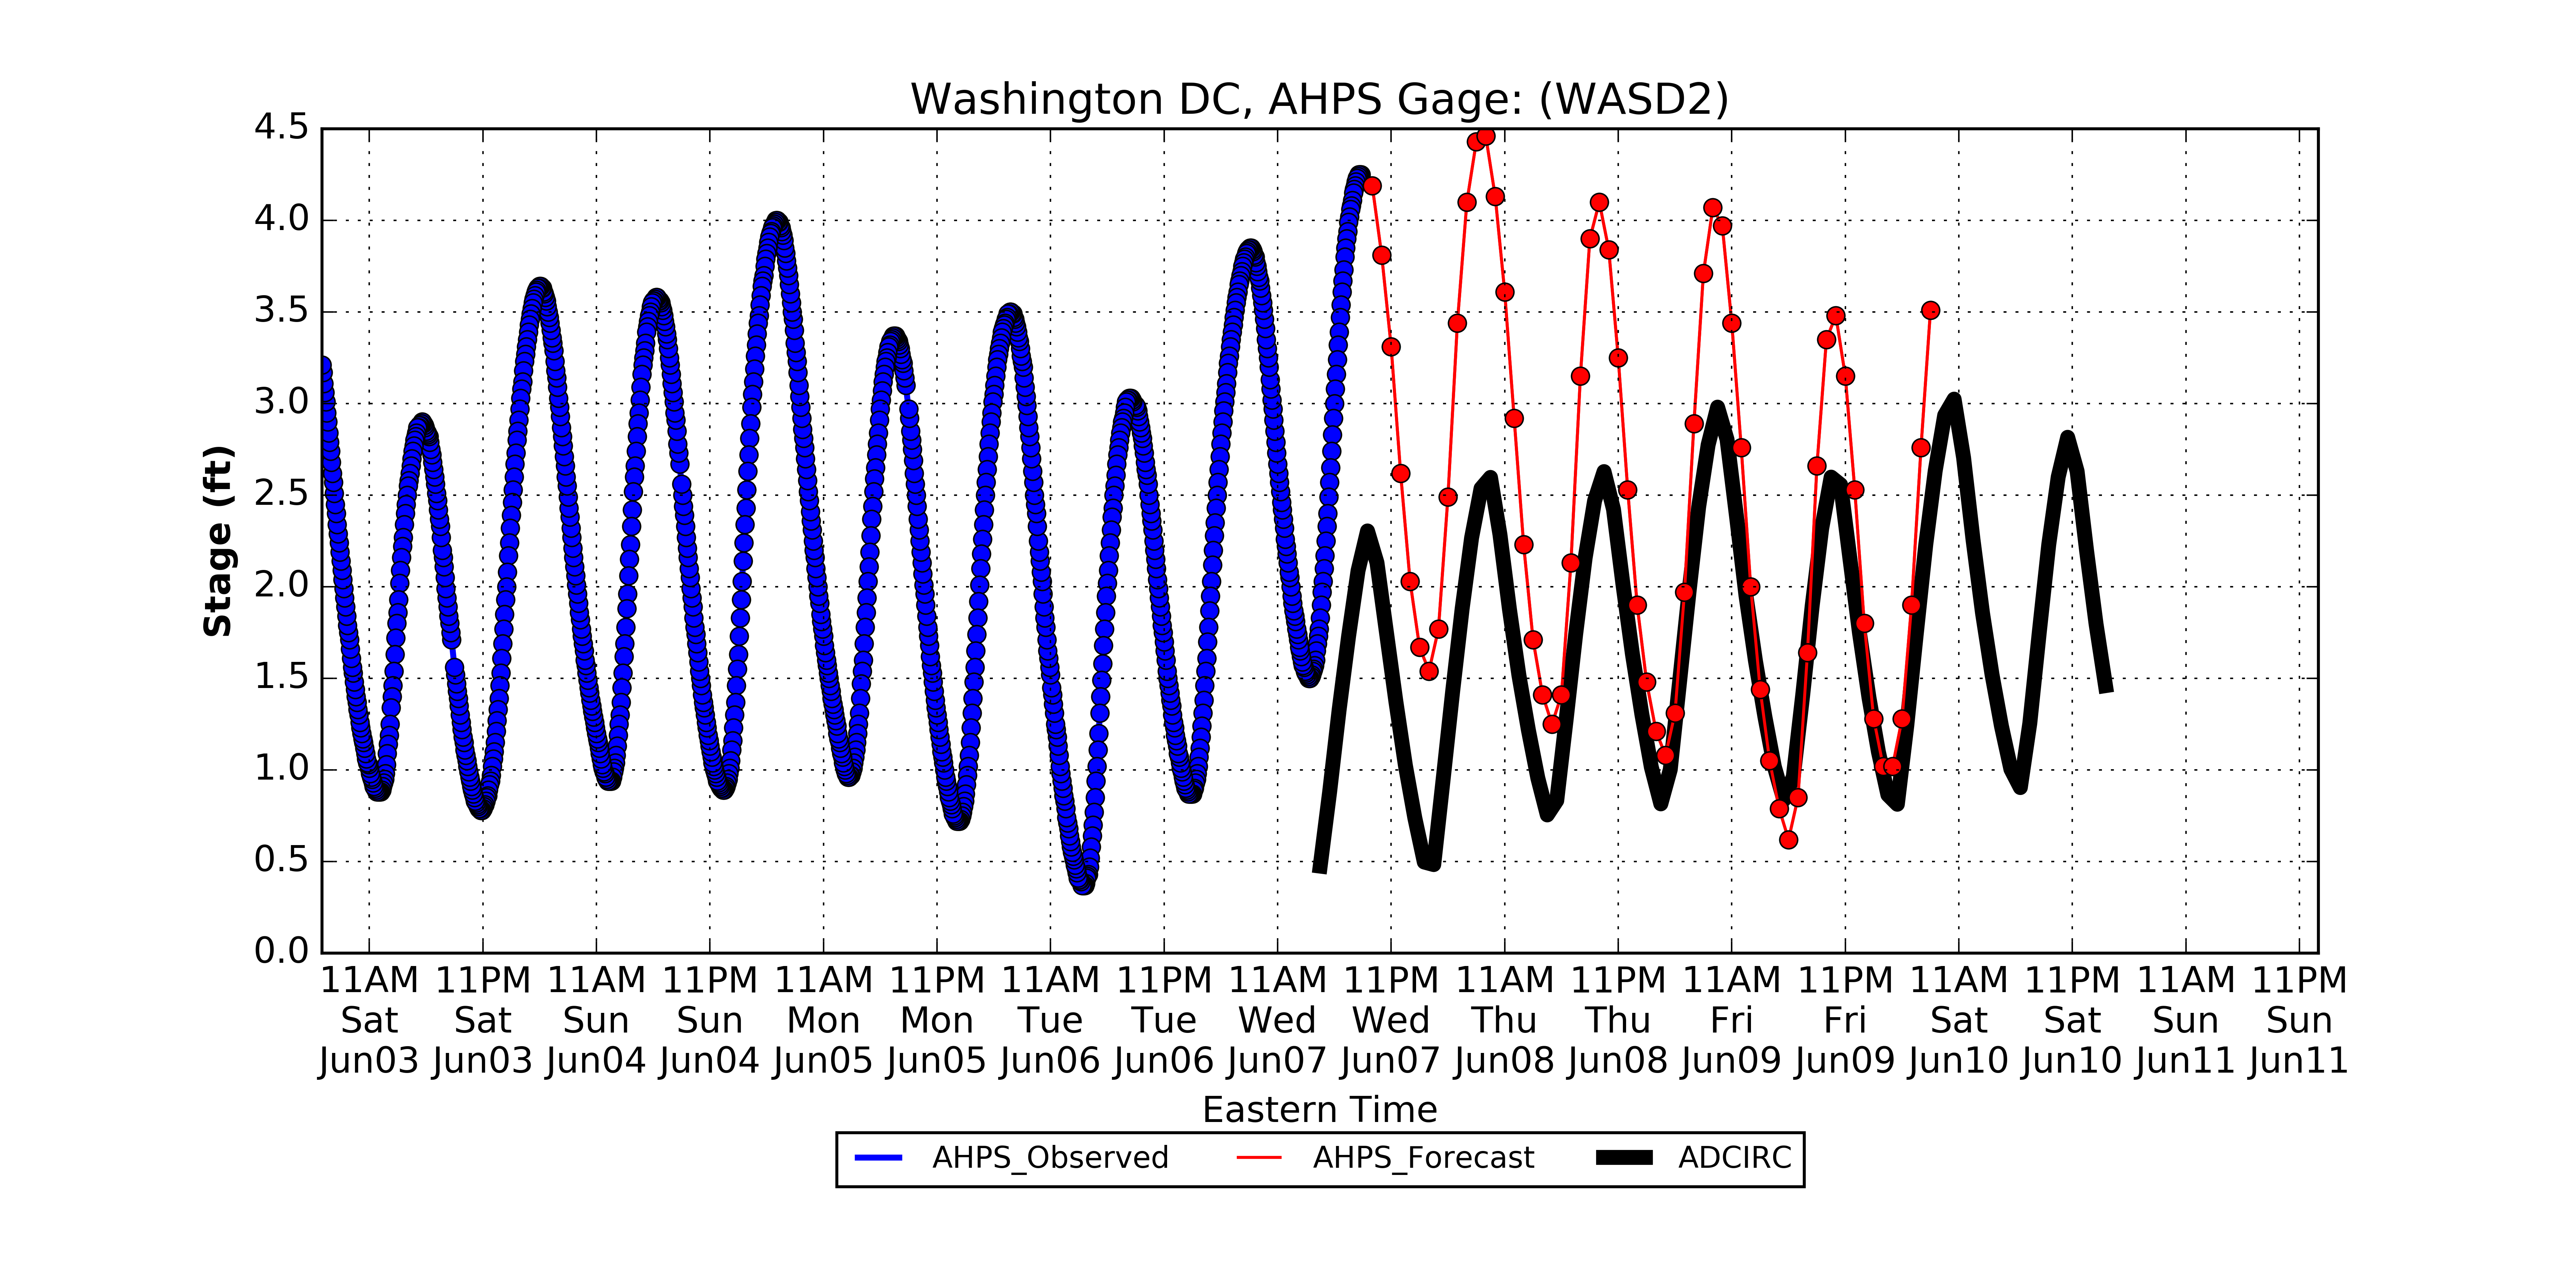 Washington DC, AHPS Gage: (WASD2)
4.5
4.0
3.5
3.0
2.5
2.0
1.5
1.0
0.5
0.0
Stage (ft)
11AM 11PM 11AM 11PM 11AM 11PM 11AM 11PM 11AM 11PM 11AM 11PM 11AM 11PM 11AM 11PM 11AM 11PM
Sat Sat Sun Sun Mon Mon Tue Tue Wed Wed Thu Thu Fri Fri Sat Sat Sun Sun
Jun03 Jun03 Jun04 Jun04 Jun05 Jun05 Jun06 Jun06 Jun07 Jun07 Jun08 Jun08 Jun09 Jun09 Jun10 Jun10 Jun11 Jun11
Eastern Time
AHPS_Observed AHPS_Forecast ADCIRC